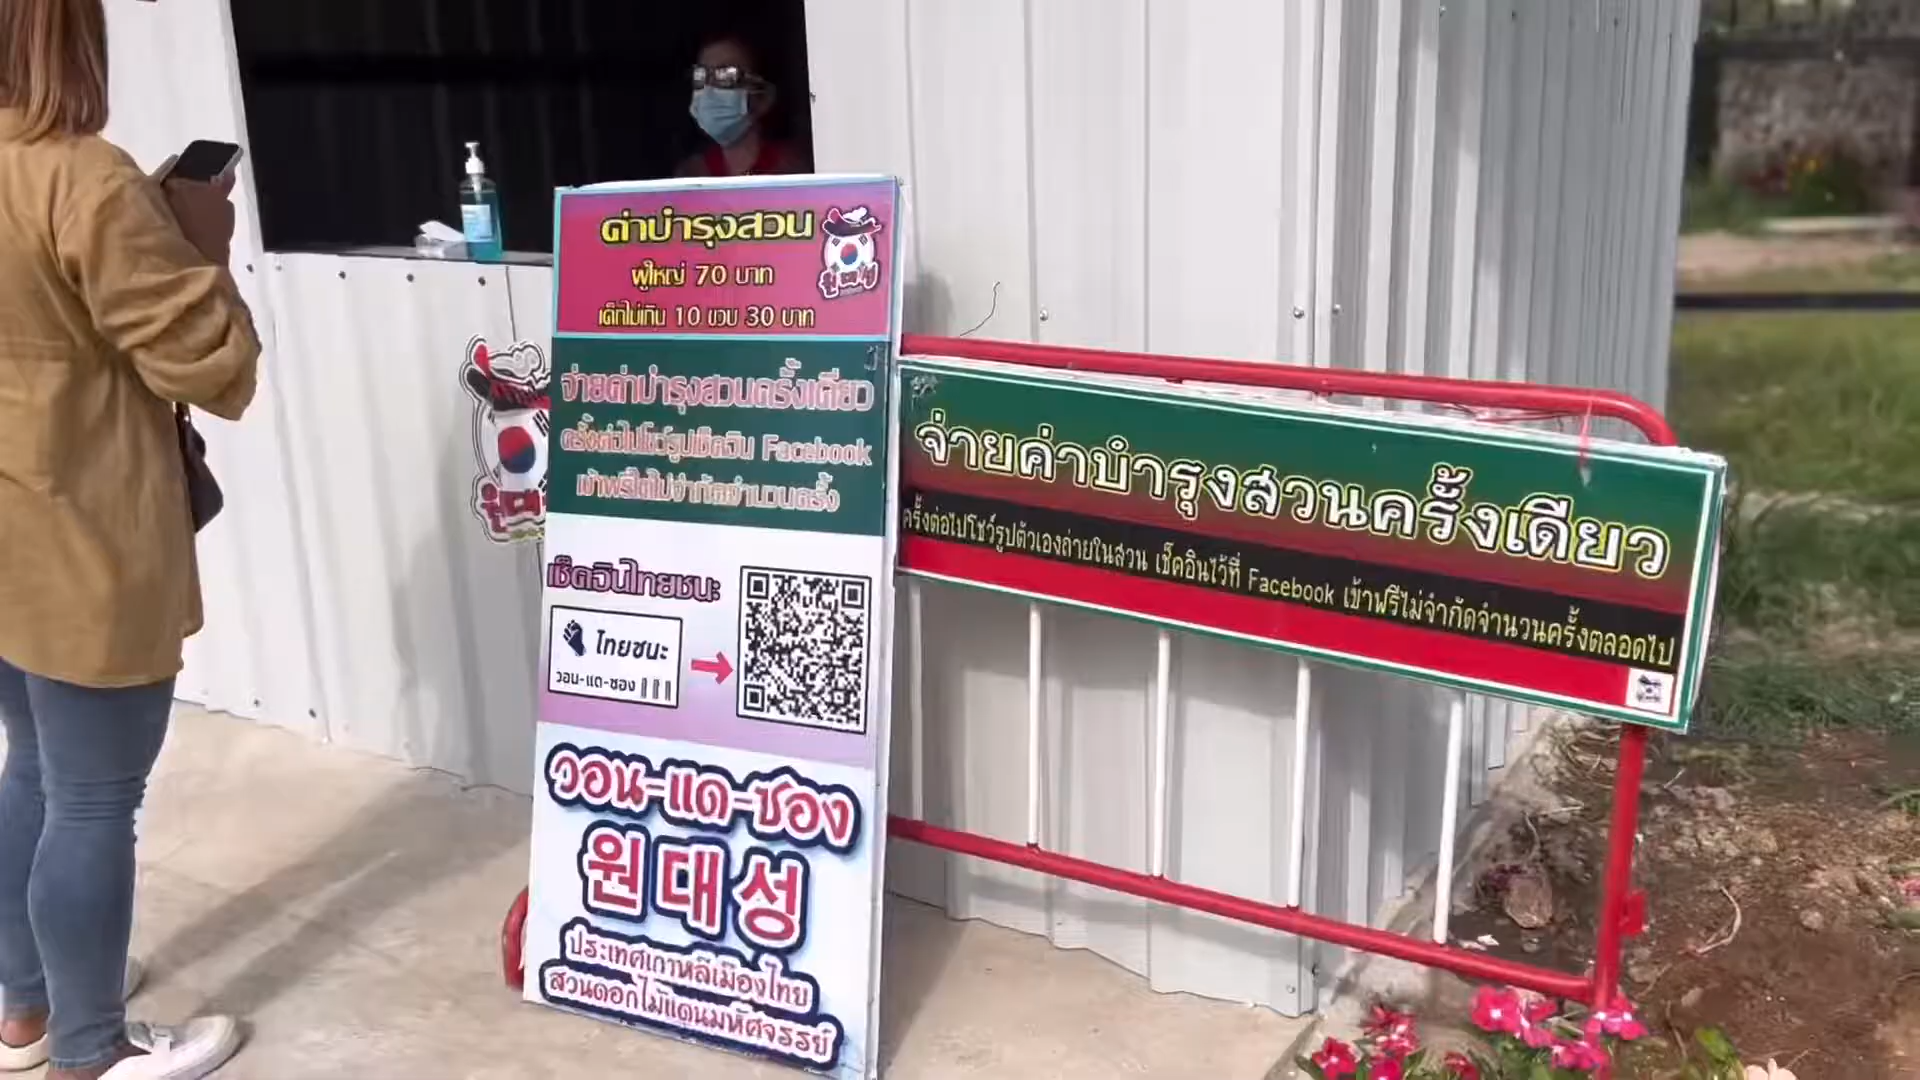 ค่าบำรุงสวน
ผู้ใหญ่ 70 บาท
เด็กไม่เกิน 10 ขวบ 30 บาท
จ่ายค่าบำรุงสวนครั้งเดียว
ครั้งต่อไปโชว์รูปเช็คอิน Facebook
เข้าฟรีได้ไม่จำกัดจำนวนครั้ง
เช็คอินไทยชนะ
ไทยชนะ
วอน-แด-ซอง
วอน-แด-ซอง
원대성
ประเทศเกาหลีเมืองไทย
สวนดอกไม้แดนมหัศจรรย์
จ่ายค่าบำรุงสวนครั้งเดียว
ครั้งต่อไปโชว์รูปตัวเองถ่ายในสวน เช็คอินไว้ที่ Facebook เข้าฟรีไม่จำกัดจำนวนครั้งตลอดไป
원대성